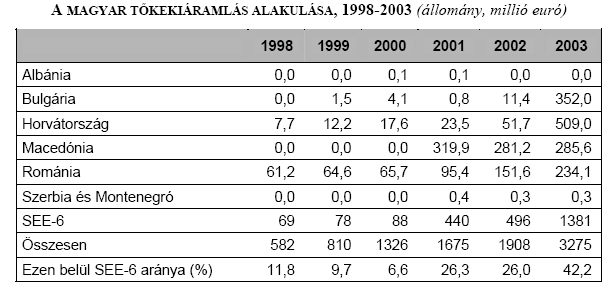 A MAGYAR TŐKEKIÁRAMLÁS ALAKULÁSA, 1998-2003 (állomány, millió euró)
1998 1999 2000 2001 2002 2003
Albánia 0,0 0,0 0,1 0,1 0,0 0,0
Bulgária 0,0 1,5 4,1 0,8 11,4 352,0
Horvátország 7,7 12,2 17,6 23,5 51,7 509,0
Macedónia 0,0 0,0 0,0 319,9 281,2 285,6
Románia 61,2 64,6 65,7 95,4 151,6 234,1
Szerbia és Montenegró 0,0 0,0 0,0 0,4 0,3 0,3
SEE-6 69 78 88 440 496 1381
Összesen 582 810 1326 1675 1908 3275
Ezen belül SEE-6 aránya (%) 11,8 9,7 6,6 26,3 26,0 42,2